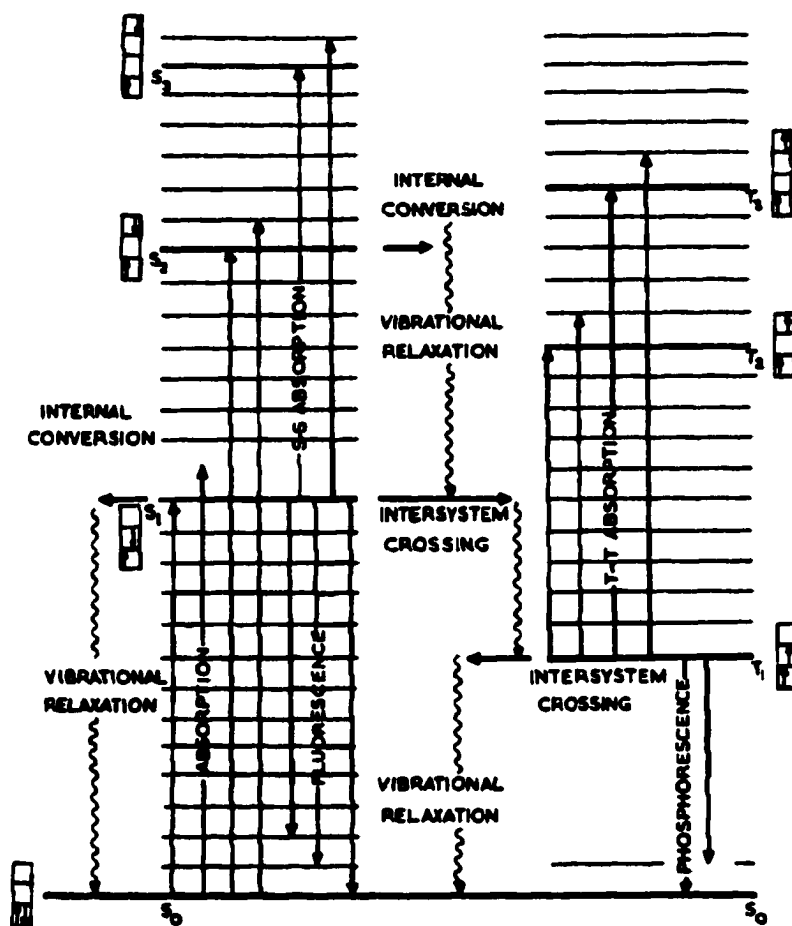 S3
INTERNAL
CONVERSION
T3
S2
VIBRATIONAL
RELAXATION
S-S ABSORPTION
T2
INTERNAL
CONVERSION
S1
INTERSYSTEM
CROSSING
T-T ABSORPTION
VIBRATIONAL
RELAXATION
ABSORPTION
FLUORESCENCE
T1
INTERSYSTEM
CROSSING
VIBRATIONAL
RELAXATION
PHOSPHORESCENCE
S0
S0